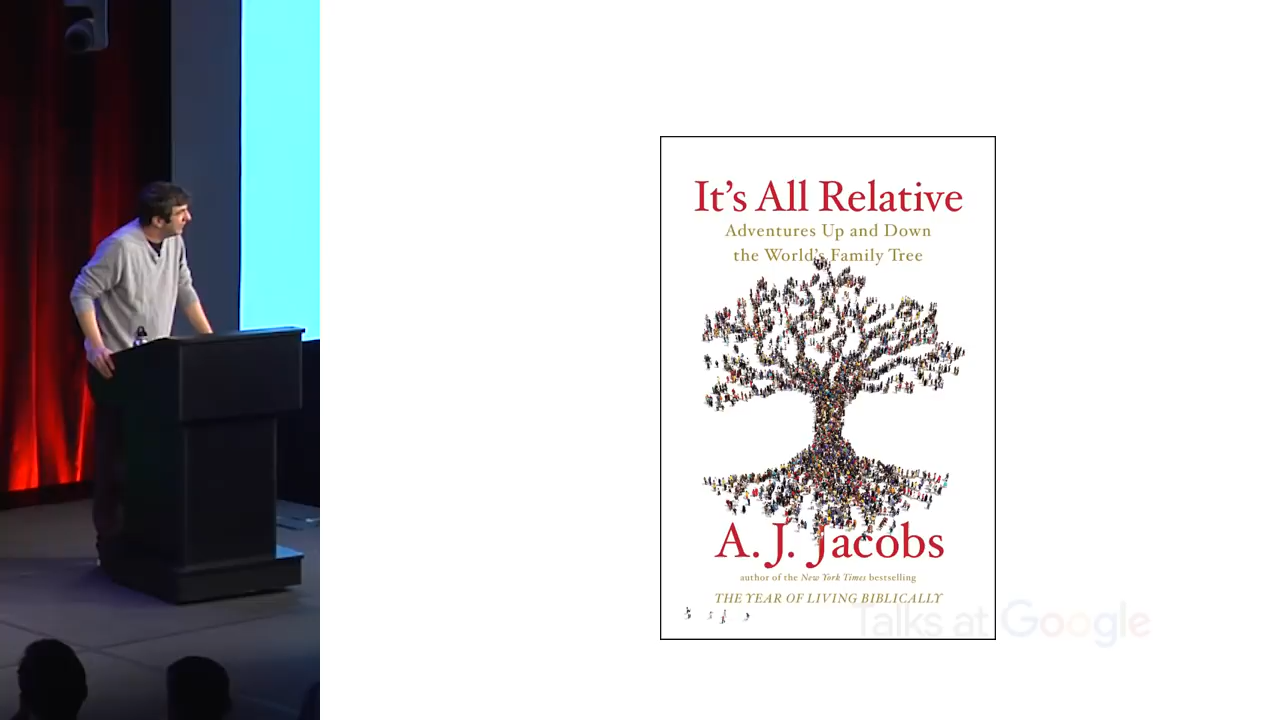 It's All Relative
Adventures Up and Down
the World's Family Tree
A. J. Jacobs
author of the New York Times bestselling
THE YEAR OF LIVING BIBLICALLY
Talks at Google